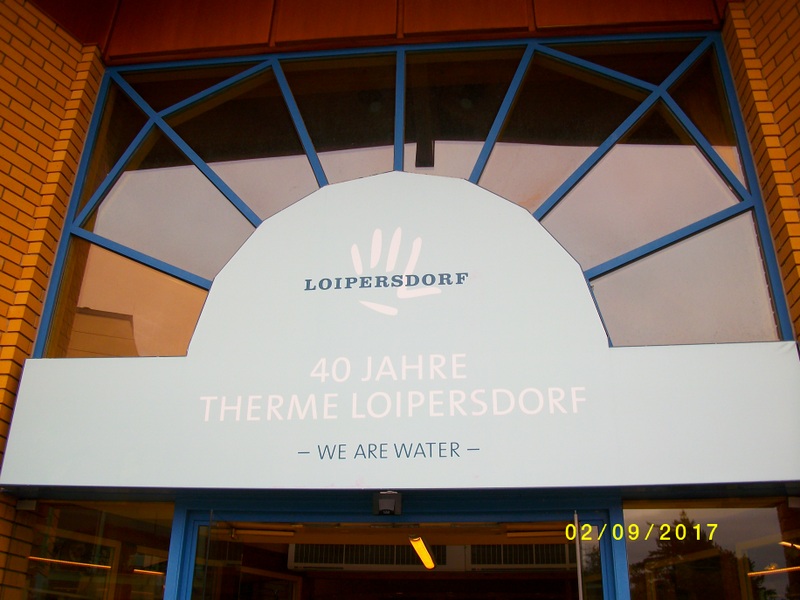 LOIPERSDORF
40 JAHRE
THERME LOIPERSDORF
– WE ARE WATER –
02/09/2017